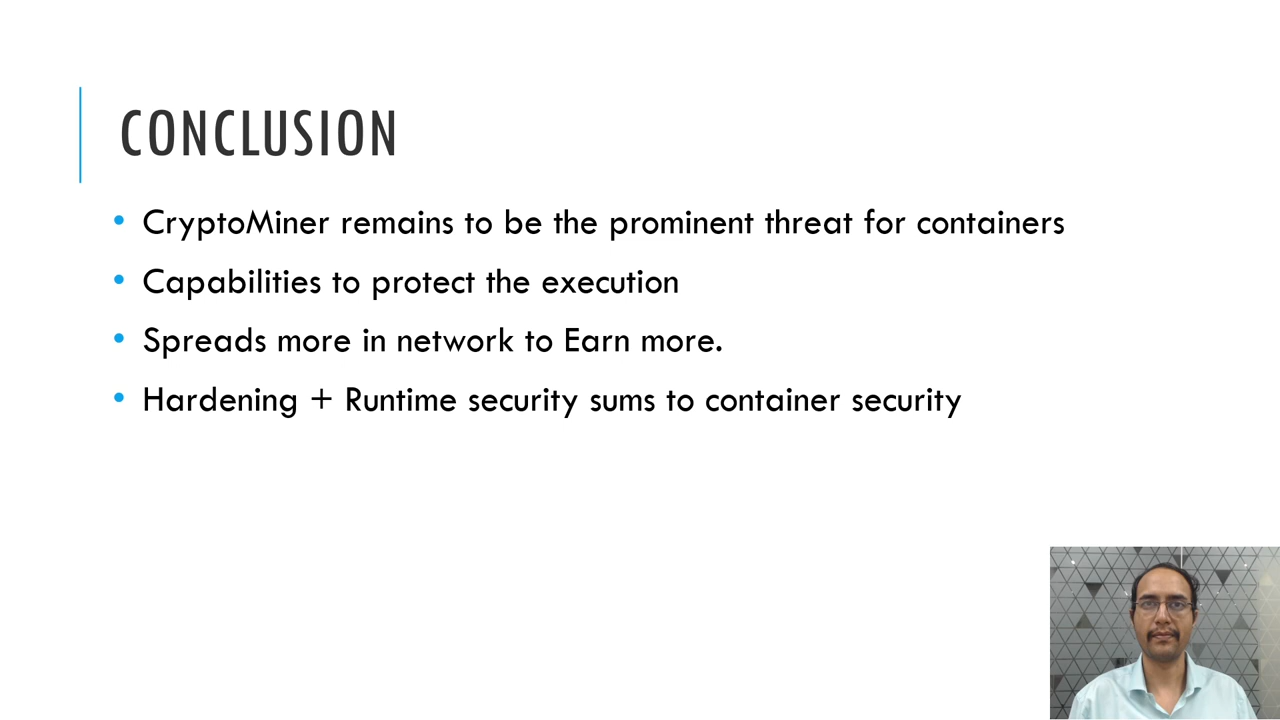 CONCLUSION
• CryptoMiner remains to be the prominent threat for containers
• Capabilities to protect the execution
• Spreads more in network to Earn more.
• Hardening + Runtime security sums to container security